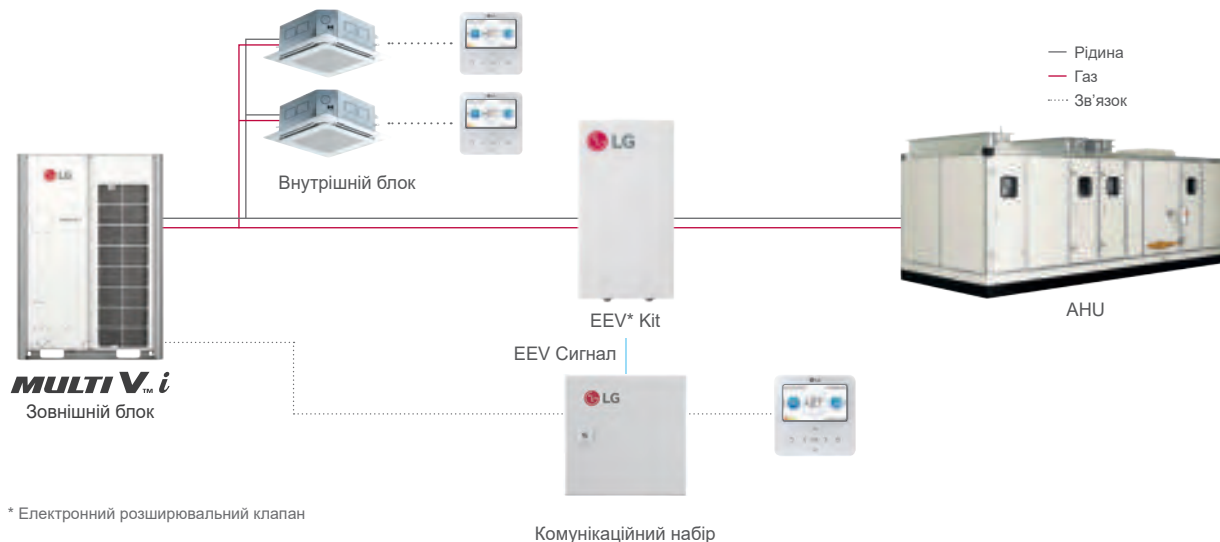 Рідина
Газ
Зв'язок
LG
Внутрішній блок
LG
AHU
EEV* Kit
EEV Сигнал
MULTI V™ i
Зовнішній блок
LG
* Електронний розширювальний клапан
Комунікаційний набір